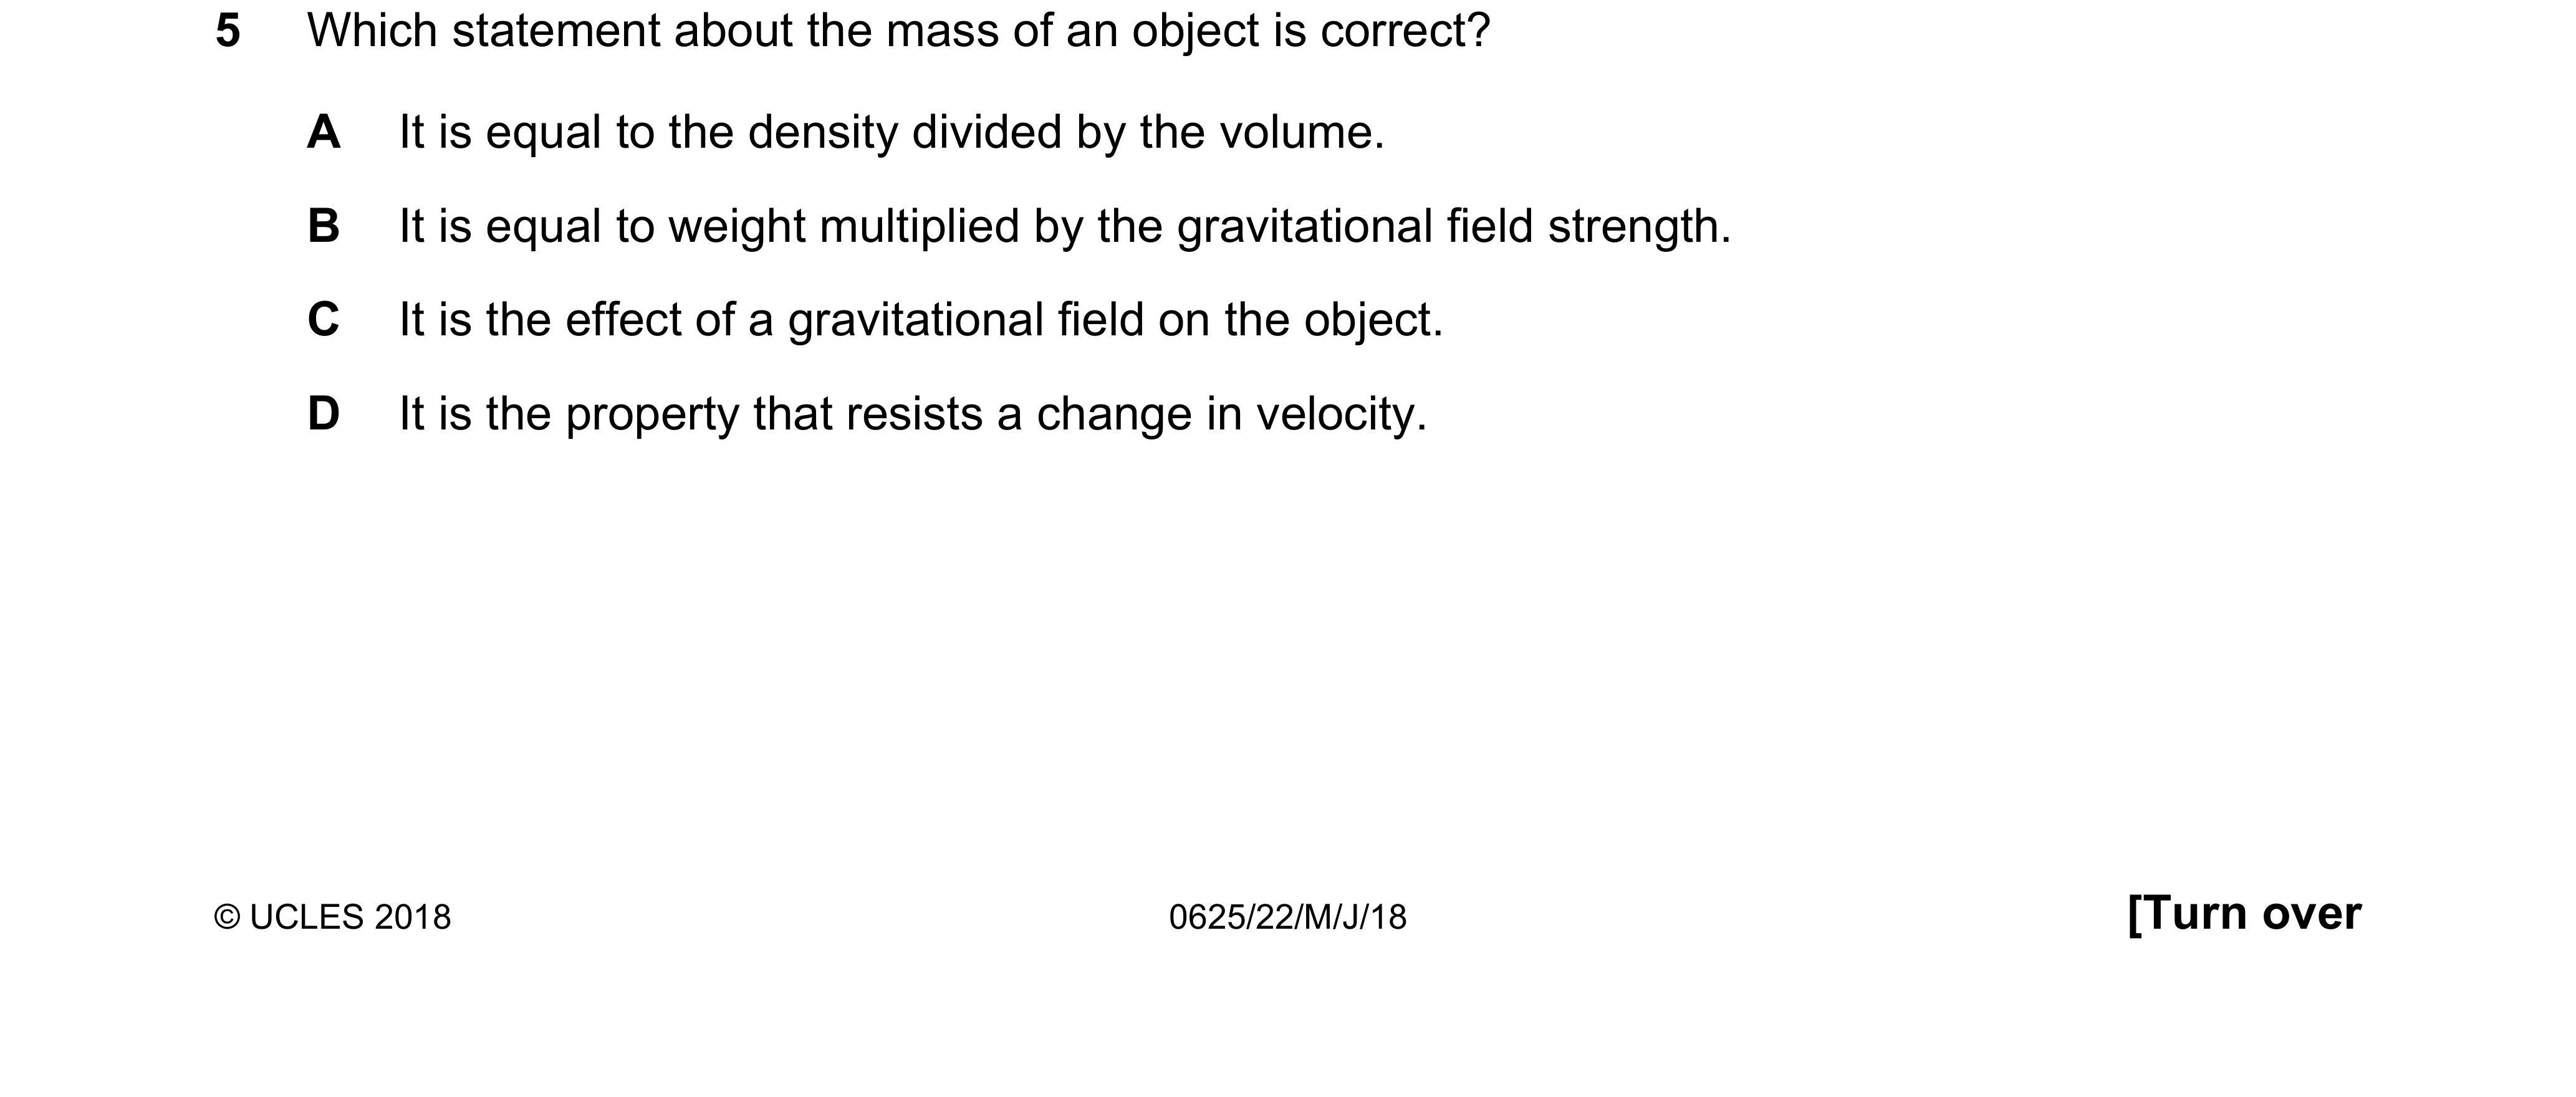 5 Which statement about the mass of an object is correct?
A It is equal to the density divided by the volume.
B It is equal to weight multiplied by the gravitational field strength.
C It is the effect of a gravitational field on the object.
D It is the property that resists a change in velocity.
© UCLES 2018 0625/22/M/J/18 [Turn over